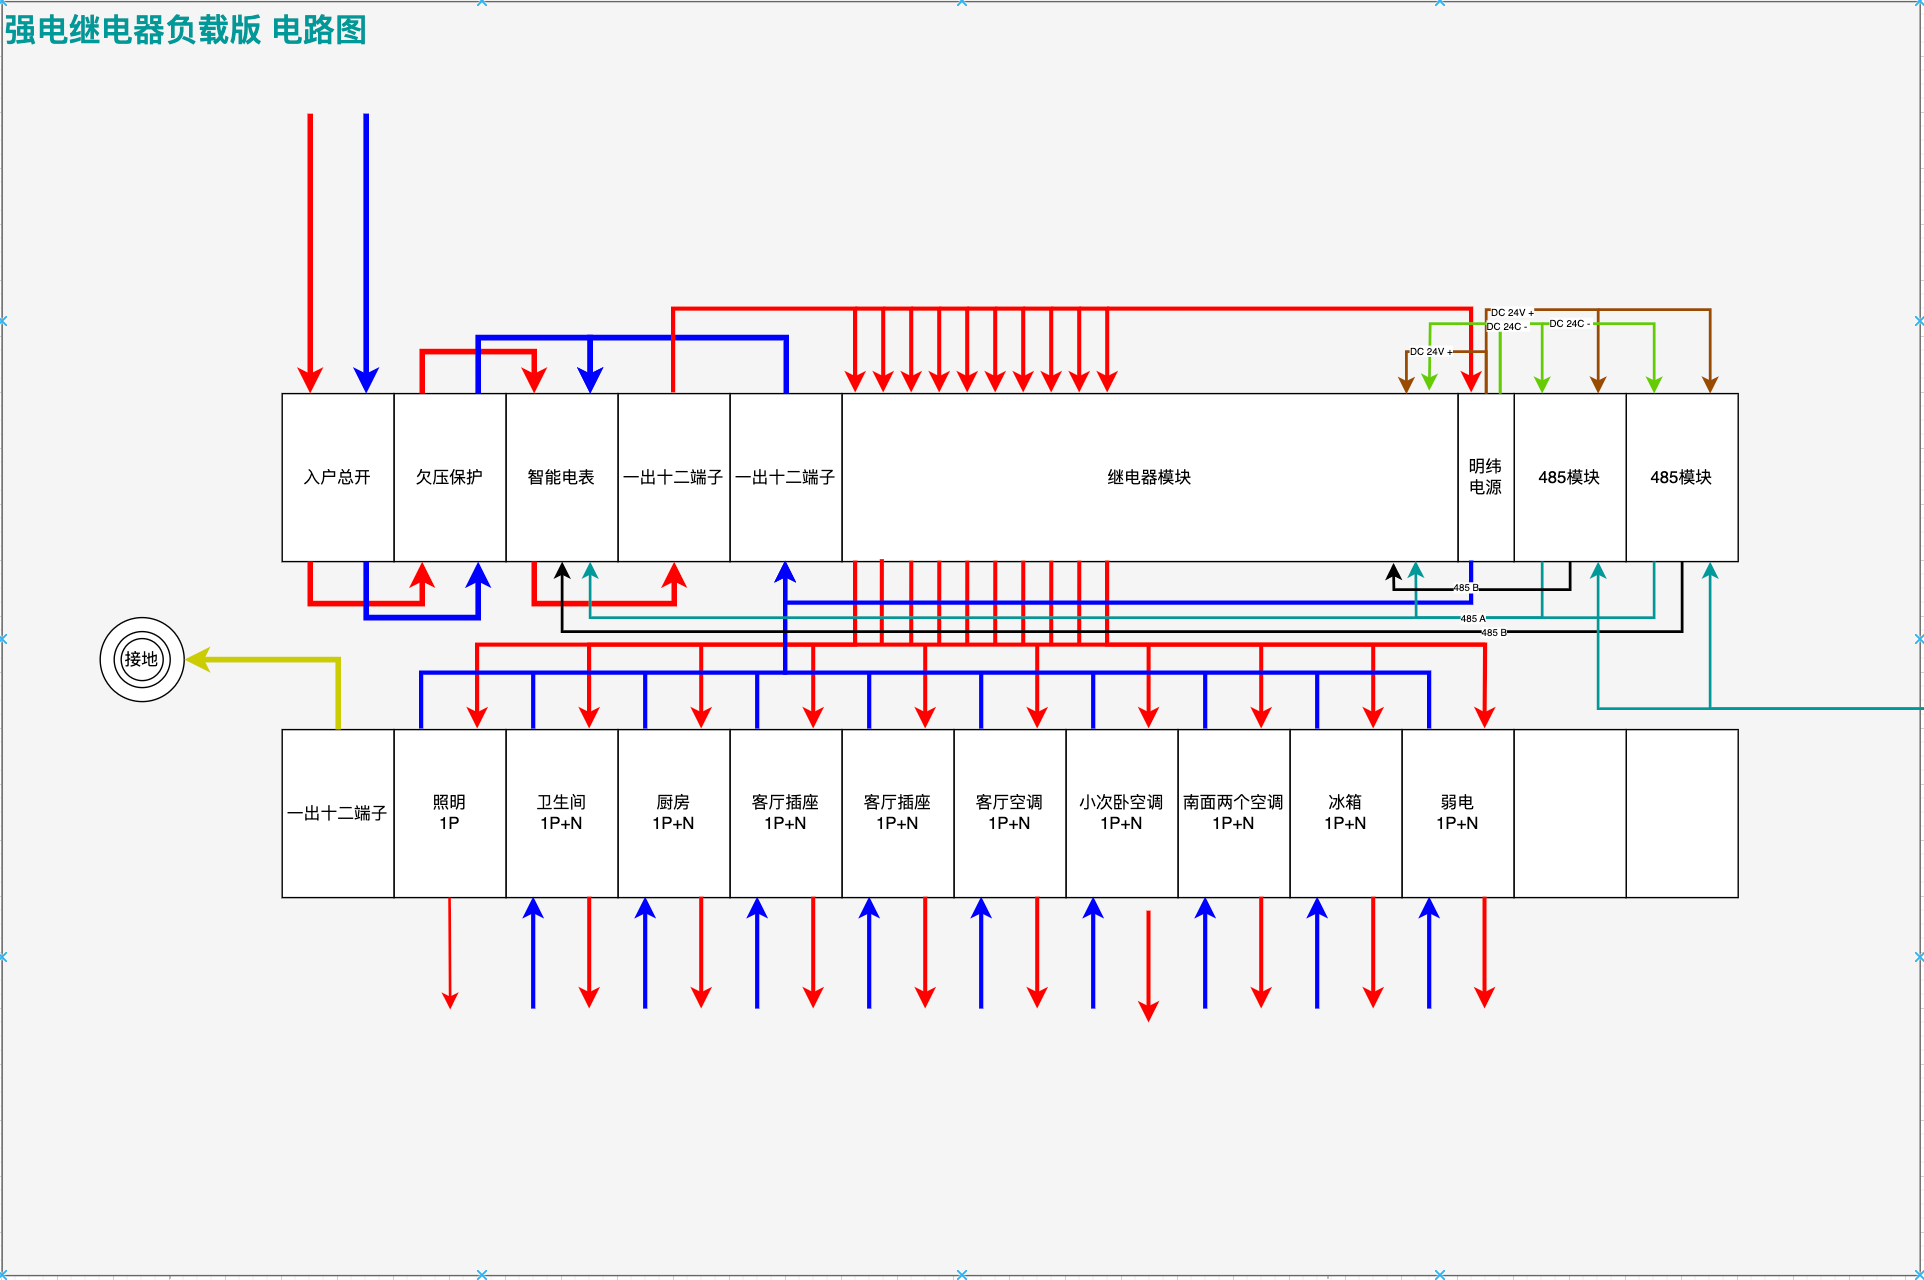 强电继电器负载版 电路图
DC 24V +
DC 24C -
DC 24C -
DC 24V +
入户总开
欠压保护
智能电表
一出十二端子
一出十二端子
继电器模块
明纬
电源
485模块
485模块
485 B
485 A
485 B
接地
一出十二端子
照明
1P
卫生间
1P+N
厨房
1P+N
客厅插座
1P+N
客厅插座
1P+N
客厅空调
1P+N
小次卧空调
1P+N
南面两个空调
1P+N
冰箱
1P+N
弱电
1P+N